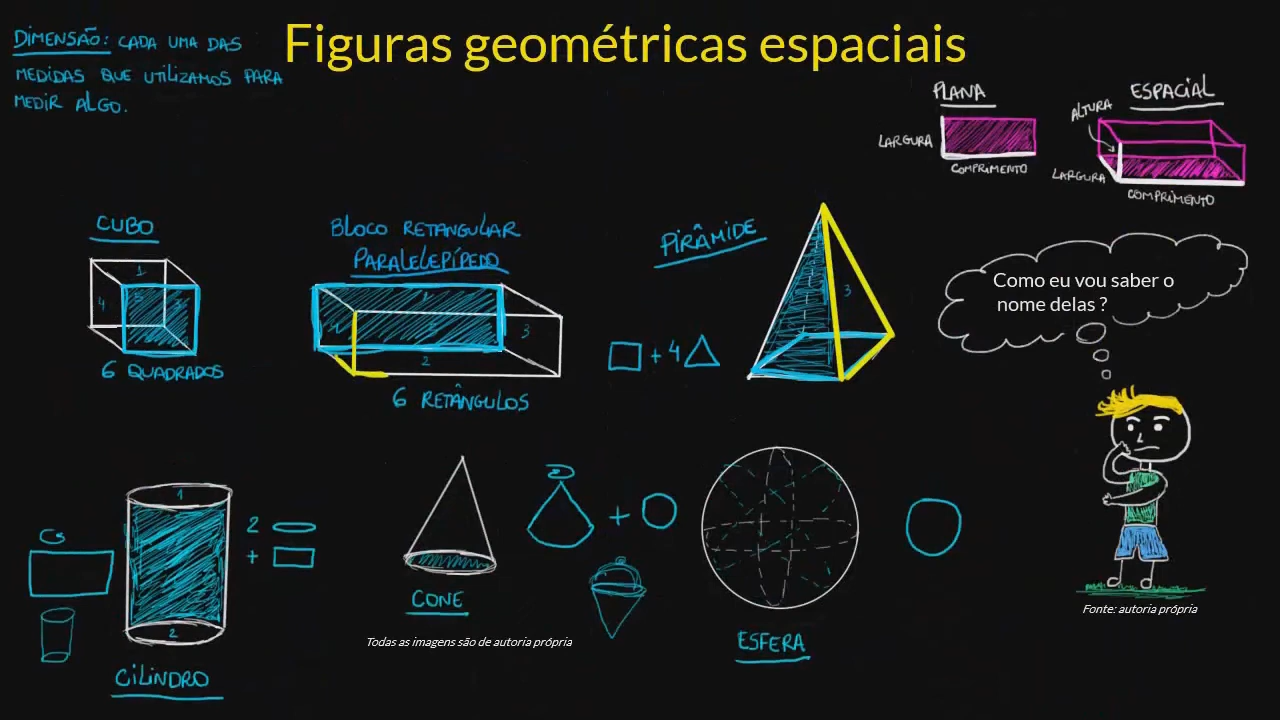 Figuras geométricas espaciais
DIMENSÃO: CADA UMA DAS
MEDIDAS QUE UTILIZAMOS PARA
MEDIR ALGO.
PLANA
LARGURA
COMPRIMENTO
ESPACIAL
ALTURA
LARGURA
COMPRIMENTO
CUBO
1
4
5
3
6 QUADRADOS
BLOCO RETANGULAR
PARALELEPÍPEDO
1
3
2
6 RETÂNGULOS
PIRÂMIDE
+ 4
3
Como eu vou saber o
nome delas ?
Fonte: autoria própria
1
2
2
+
CILINDRO
CONE
+
Todas as imagens são de autoria própria
ESFERA